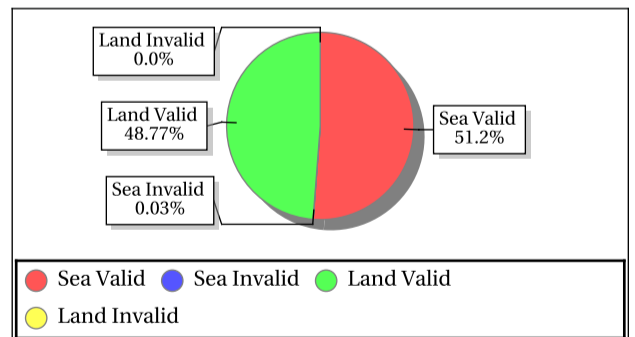 Land Invalid
0.0%
Land Valid
48.77%
Sea Valid
51.2%
Sea Invalid
0.03%
Sea Valid Sea Invalid Land Valid
Land Invalid